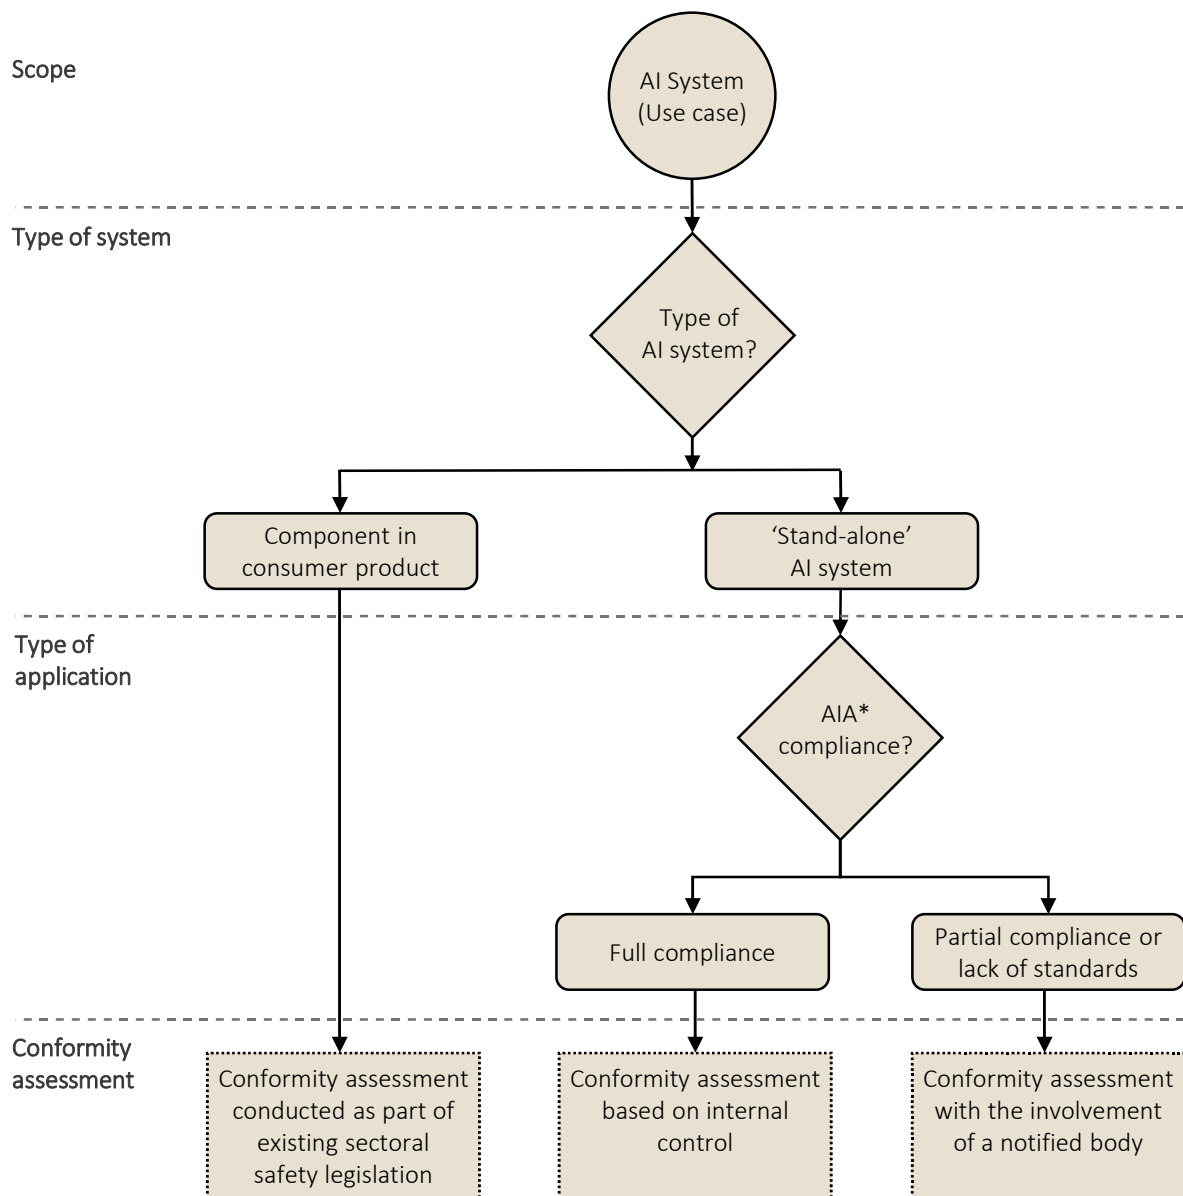 Scope
AI System
(Use case)
Type of system
Type of
AI system?
Component in
consumer product
‘Stand-alone’
AI system
Type of
application
AIA*
compliance?
Full compliance
Partial compliance or
lack of standards
Conformity
assessment
Conformity assessment
conducted as part of
existing sectoral
safety legislation
Conformity assessment
based on internal
control
Conformity assessment
with the involvement
of a notified body